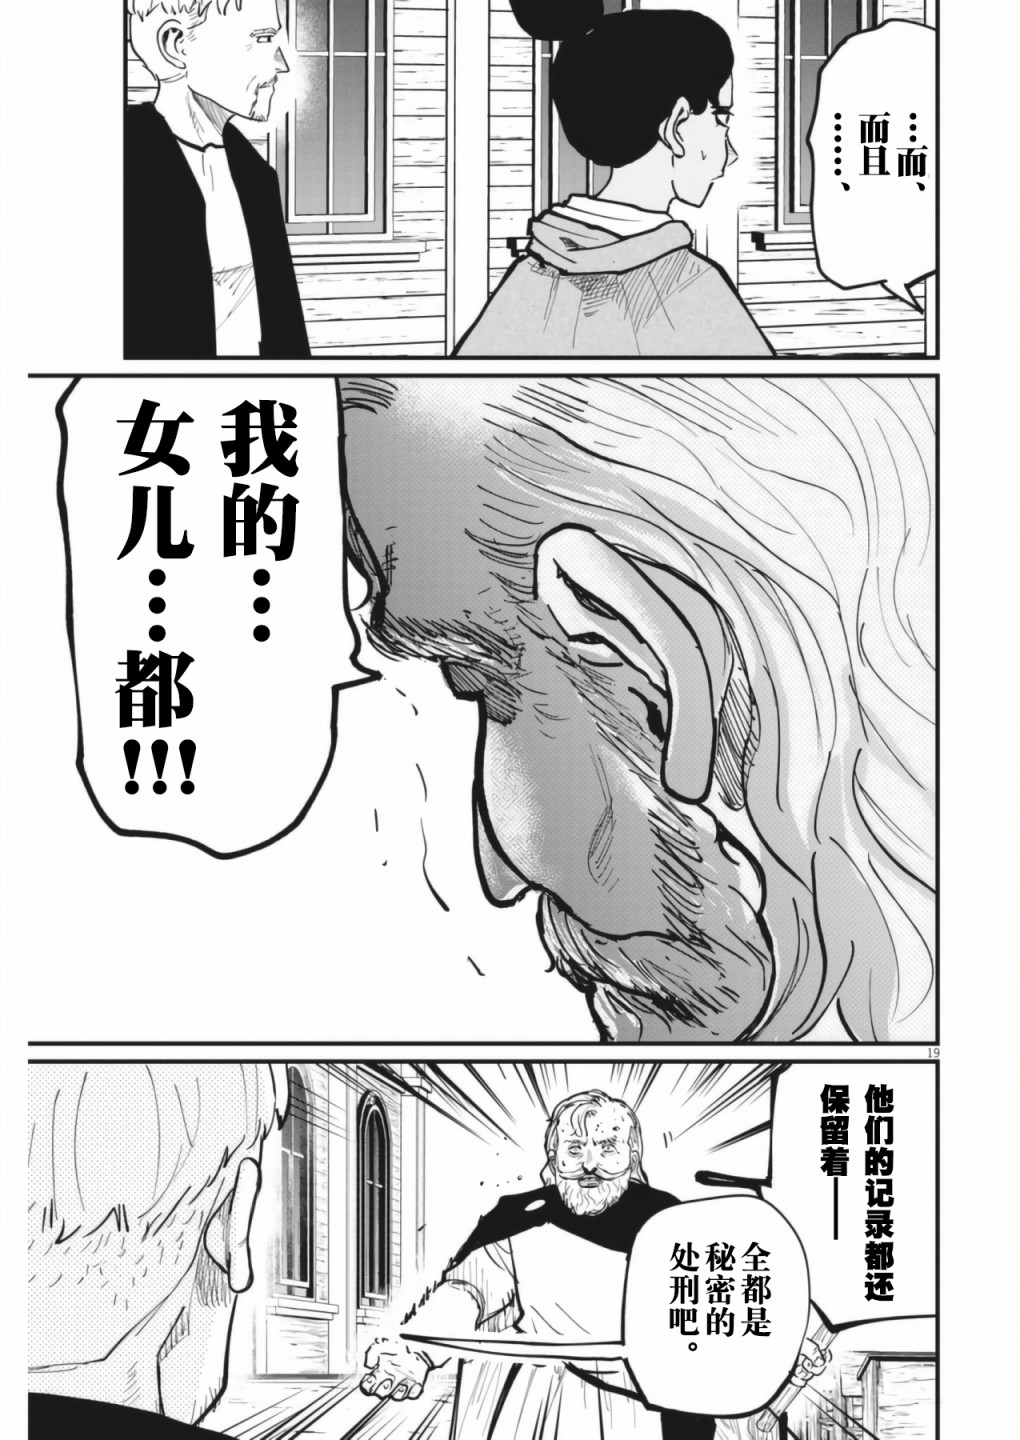 …而、
而且
………、
我的…
女儿……都!!!
19
他们的记录都还
保留着——
全都是
秘密的
处刑吧。